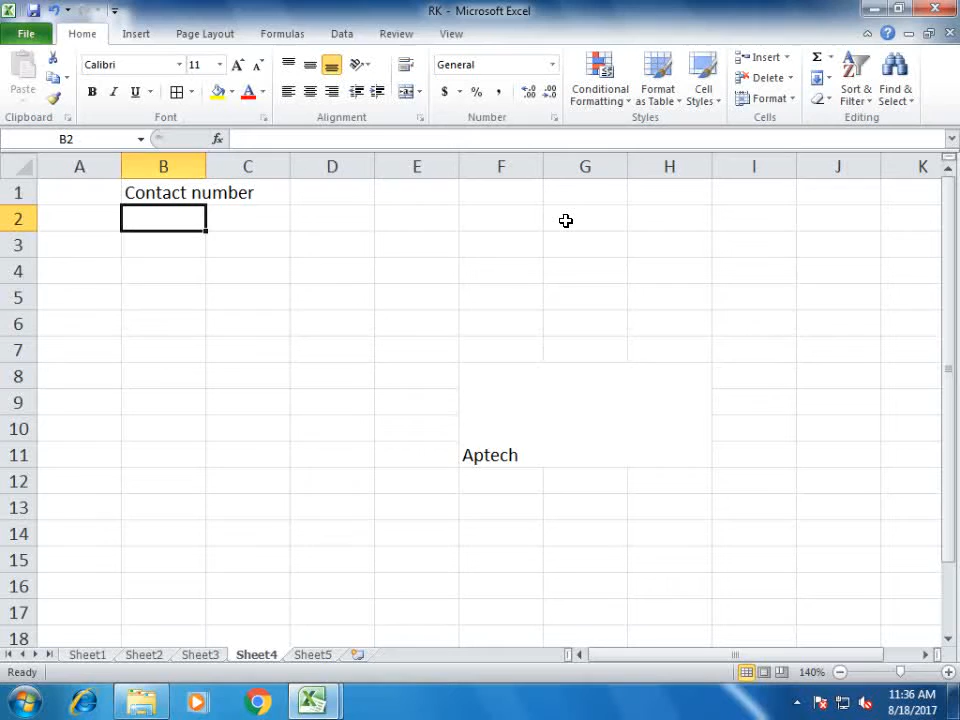 RK - Microsoft Excel
File Home Insert Page Layout Formulas Data Review View
Paste
Calibri 11
B I U
General
$ % ,
Conditional Formatting
Format as Table
Cell Styles
Insert
Delete
Format
Sort & Filter
Find & Select
Clipboard Font Alignment Number Styles Cells Editing
B2 fx
A B C D E F G H I J K
1 Contact number
2
3
4
5
6
7
8
9
10
11 Aptech
12
13
14
15
16
17
18
Sheet1 Sheet2 Sheet3 Sheet4 Sheet5
Ready 140%
11:36 AM
8/18/2017